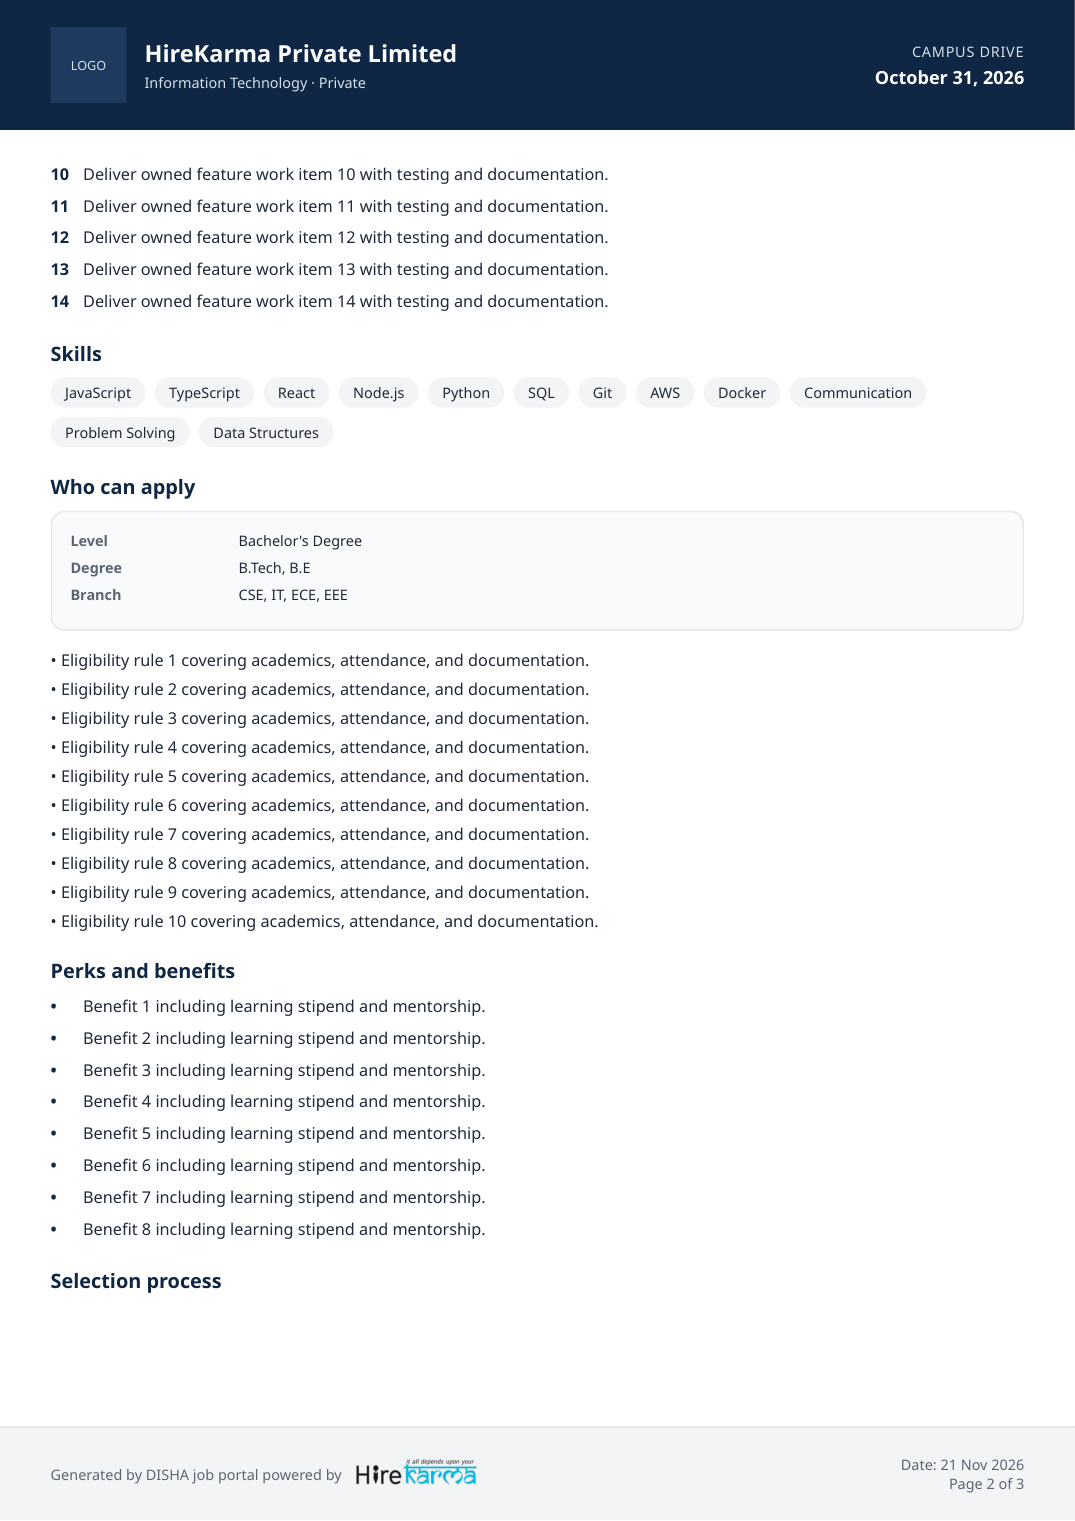 LOGO
HireKarma Private Limited
Information Technology · Private
CAMPUS DRIVE
October 31, 2026
10 Deliver owned feature work item 10 with testing and documentation.
11 Deliver owned feature work item 11 with testing and documentation.
12 Deliver owned feature work item 12 with testing and documentation.
13 Deliver owned feature work item 13 with testing and documentation.
14 Deliver owned feature work item 14 with testing and documentation.
Skills
JavaScript TypeScript React Node.js Python SQL Git AWS Docker Communication
Problem Solving Data Structures
Who can apply
Level Bachelor's Degree
Degree B.Tech, B.E
Branch CSE, IT, ECE, EEE
• Eligibility rule 1 covering academics, attendance, and documentation.
• Eligibility rule 2 covering academics, attendance, and documentation.
• Eligibility rule 3 covering academics, attendance, and documentation.
• Eligibility rule 4 covering academics, attendance, and documentation.
• Eligibility rule 5 covering academics, attendance, and documentation.
• Eligibility rule 6 covering academics, attendance, and documentation.
• Eligibility rule 7 covering academics, attendance, and documentation.
• Eligibility rule 8 covering academics, attendance, and documentation.
• Eligibility rule 9 covering academics, attendance, and documentation.
• Eligibility rule 10 covering academics, attendance, and documentation.
Perks and benefits
• Benefit 1 including learning stipend and mentorship.
• Benefit 2 including learning stipend and mentorship.
• Benefit 3 including learning stipend and mentorship.
• Benefit 4 including learning stipend and mentorship.
• Benefit 5 including learning stipend and mentorship.
• Benefit 6 including learning stipend and mentorship.
• Benefit 7 including learning stipend and mentorship.
• Benefit 8 including learning stipend and mentorship.
Selection process
Generated by DISHA job portal powered by
it all depends upon your
HireKarma
Date: 21 Nov 2026
Page 2 of 3